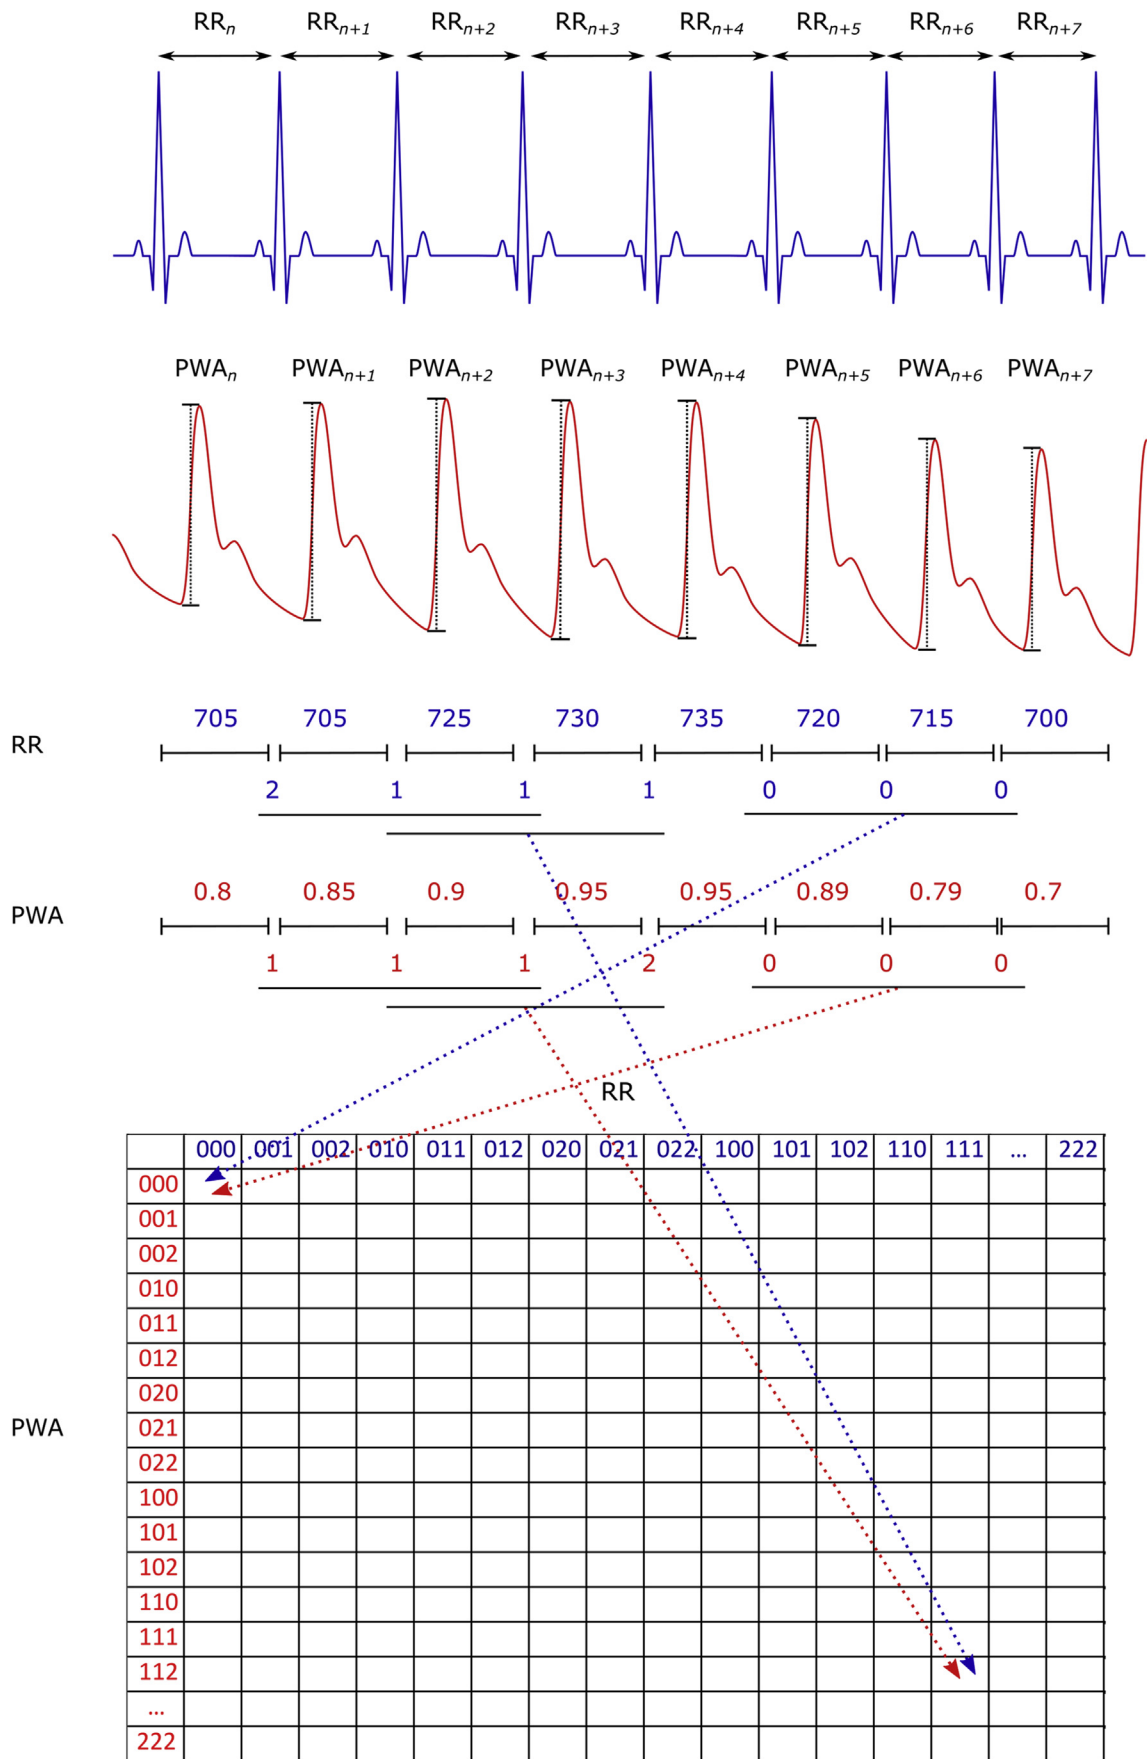 RRn RRn+1 RRn+2 RRn+3 RRn+4 RRn+5 RRn+6 RRn+7
PWAn PWAn+1 PWAn+2 PWAn+3 PWAn+4 PWAn+5 PWAn+6 PWAn+7
705 705 725 730 735 720 715 700
RR
2 1 1 1 0 0 0
0.8 0.85 0.9 0.95 0.95 0.89 0.79 0.7
PWA
1 1 1 2 0 0 0
RR
000 001 002 010 011 012 020 021 022 100 101 102 110 111 ... 222
000
001
002
010
011
012
020
PWA
021
022
100
101
102
110
111
112
...
222